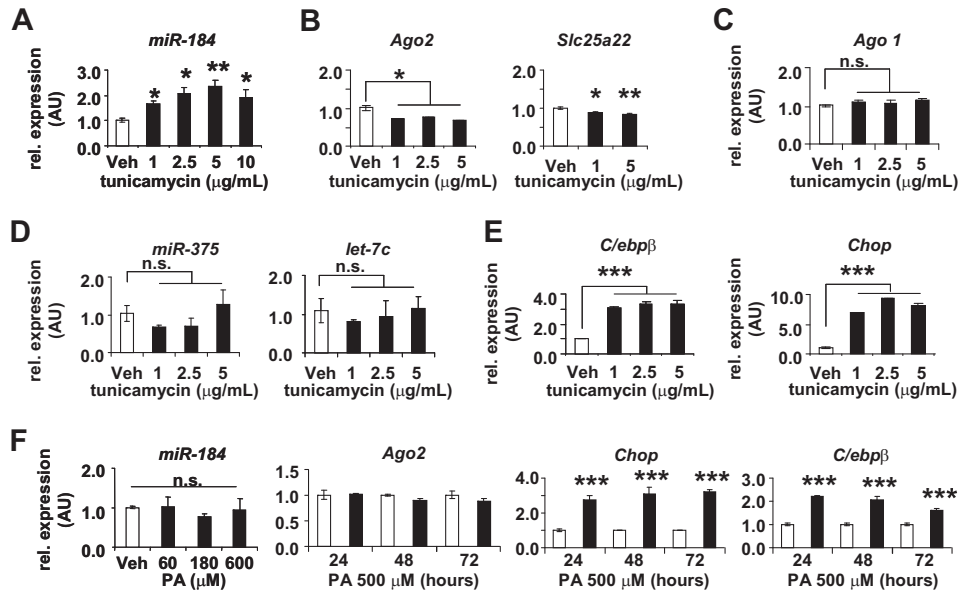 A
miR-184
rel. expression (AU)
3.0
2.0
1.0
0.0
* * ** *
Veh 1 2.5 5 10
tunicamycin (μg/mL)
B
Ago2
2.0
1.0
0.0
*
Veh 1 2.5 5
tunicamycin (μg/mL)
Slc25a22
2.0
1.0
0.0
* **
Veh 1 5
tunicamycin (μg/mL)
C
Ago 1
rel. expression (AU)
2.0
1.0
0.0
n.s.
Veh 1 2.5 5
tunicamycin (μg/mL)
D
miR-375
rel. expression (AU)
2.0
1.0
0.0
n.s.
Veh 1 2.5 5
tunicamycin (μg/mL)
let-7c
2.0
1.0
0.0
n.s.
Veh 1 2.5 5
tunicamycin (μg/mL)
E
C/ebpβ
rel. expression (AU)
4.0
2.0
0.0
***
Veh 1 2.5 5
tunicamycin (μg/mL)
Chop
rel. expression (AU)
10.0
5.0
0.0
***
Veh 1 2.5 5
tunicamycin (μg/mL)
F
miR-184
rel. expression (AU)
2.0
1.0
0.0
n.s.
Veh 60 180 600
PA (μM)
Ago2
1.5
1.0
0.5
0.0
24 48 72
PA 500 μM (hours)
Chop
4.0
2.0
0.0
*** *** ***
24 48 72
PA 500 μM (hours)
C/ebpβ
3.0
2.0
1.0
0.0
*** *** ***
24 48 72
PA 500 μM (hours)